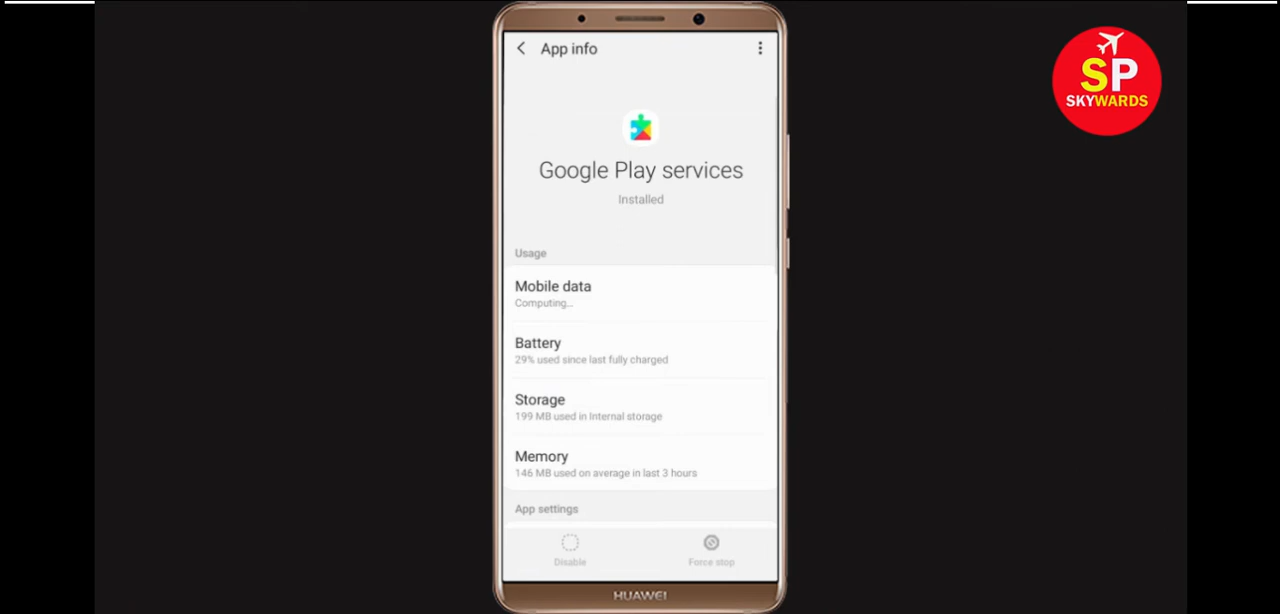 App info
SP
SKYWARDS
Google Play services
Installed
Usage
Mobile data
Computing...
Battery
29% used since last fully charged
Storage
199 MB used in Internal storage
Memory
146 MB used on average in last 3 hours
App settings
Disable
Force stop
HUAWEI